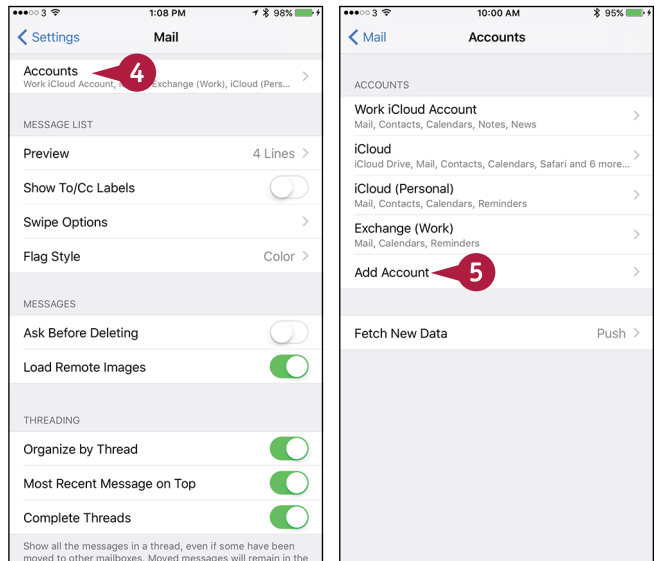 3 1:08 PM 98%
Settings Mail
Accounts
4
Work iCloud Account, Exchange (Work), iCloud (Pers...
MESSAGE LIST
Preview 4 Lines
Show To/Cc Labels
Swipe Options
Flag Style Color
MESSAGES
Ask Before Deleting
Load Remote Images
THREADING
Organize by Thread
Most Recent Message on Top
Complete Threads
Show all the messages in a thread, even if some have been
moved to other mailboxes. Moved messages will remain in the
3 10:00 AM 95%
Mail Accounts
ACCOUNTS
Work iCloud Account
Mail, Contacts, Calendars, Notes, News
iCloud
iCloud Drive, Mail, Contacts, Calendars, Safari and 6 more...
iCloud (Personal)
Mail, Contacts, Calendars, Reminders
Exchange (Work)
Mail, Calendars, Reminders
Add Account 5
Fetch New Data Push